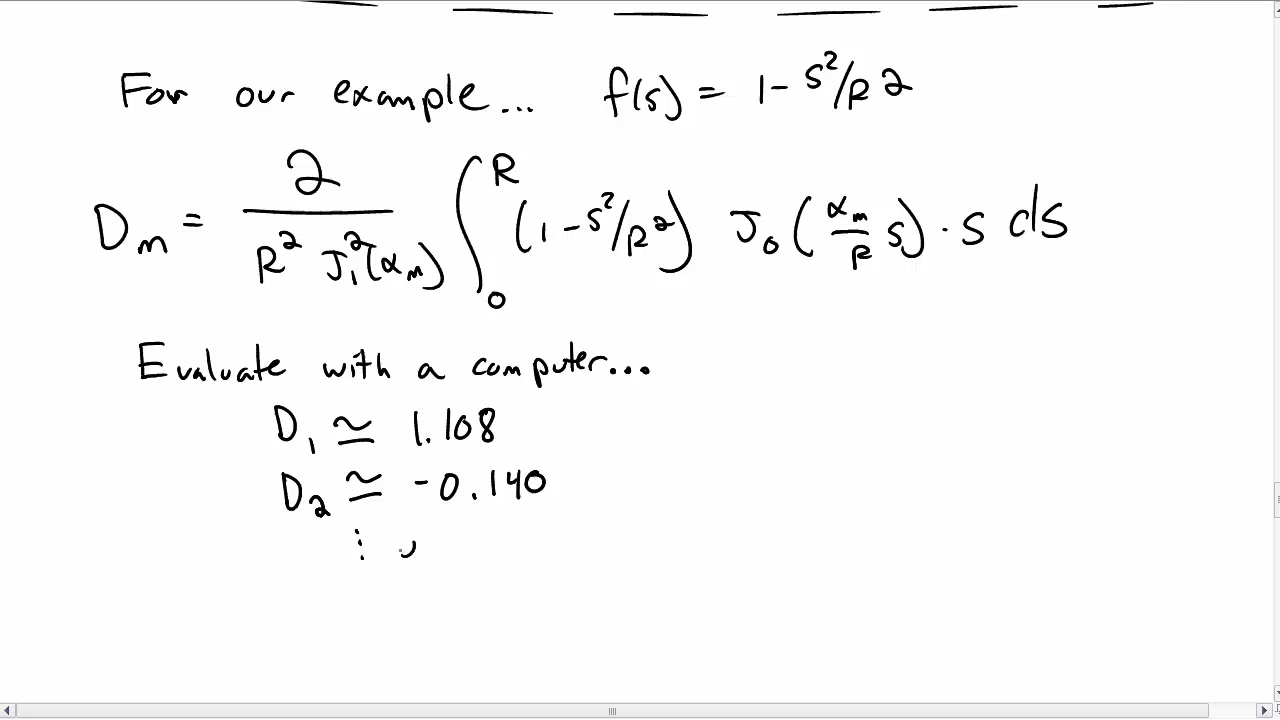 For our example... f(s) = 1 - s²/R²
Dₘ = 2 / (R² J₁²(αₘ)) ∫₀ᴿ (1 - s²/R²) J₀(αₘ/R s) · s ds
Evaluate with a computer...
D₁ ≃ 1.108
D₂ ≃ -0.140
⋮